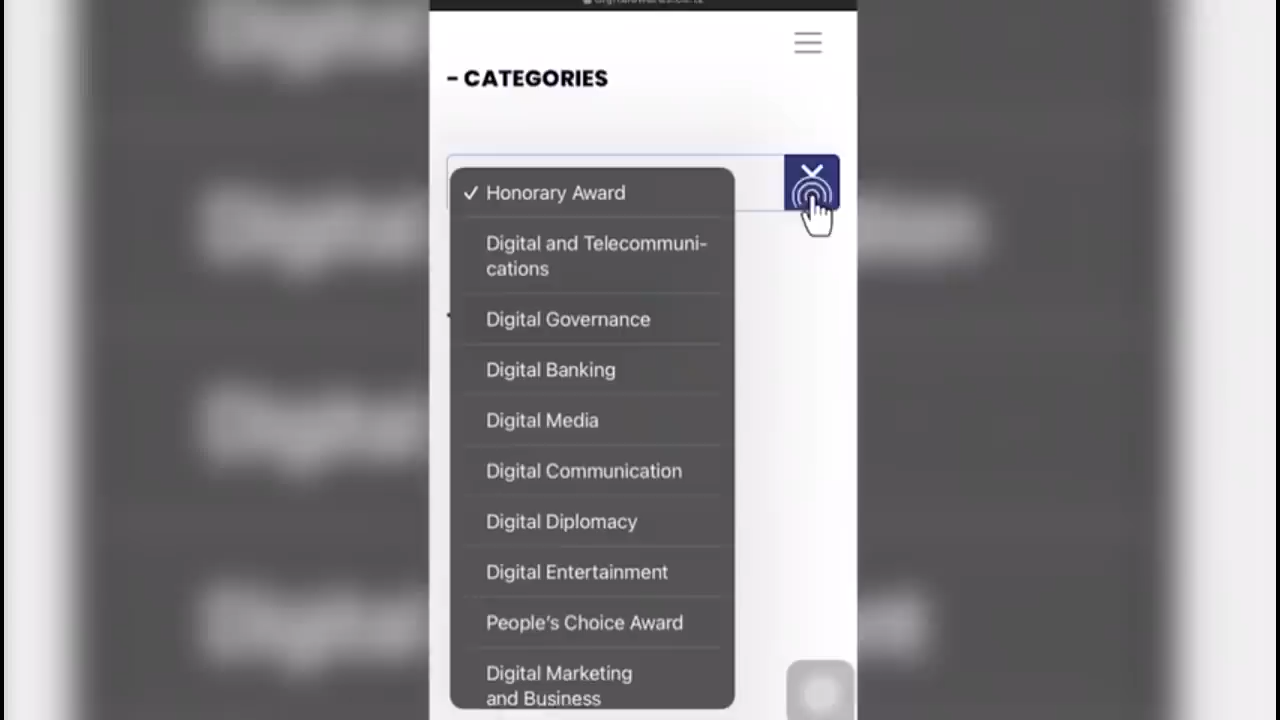 - CATEGORIES
✓ Honorary Award
Digital and Telecommuni-
cations
Digital Governance
Digital Banking
Digital Media
Digital Communication
Digital Diplomacy
Digital Entertainment
People's Choice Award
Digital Marketing
and Business